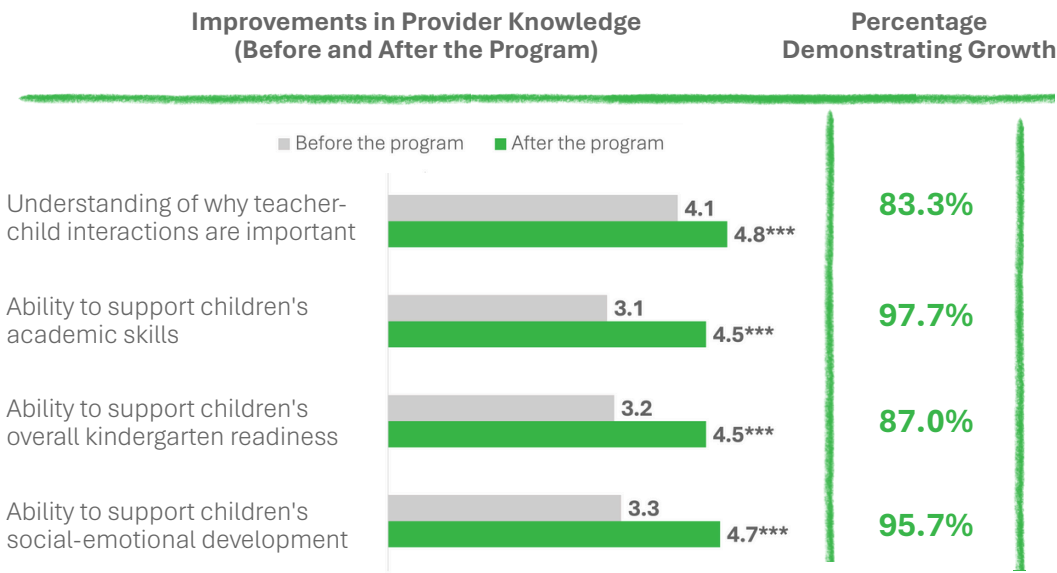 Improvements in Provider Knowledge
(Before and After the Program)
Percentage
Demonstrating Growth
Before the program
After the program
Understanding of why teacher-
child interactions are important
4.1
4.8***
83.3%
Ability to support children's
academic skills
3.1
4.5***
97.7%
Ability to support children's
overall kindergarten readiness
3.2
4.5***
87.0%
Ability to support children's
social-emotional development
3.3
4.7***
95.7%